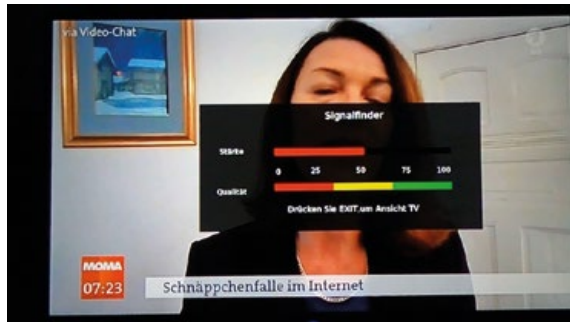 via Video-Chat
Signalfinder
Stärke
0 25 50 75 100
Qualität
Drücken Sie EXIT.um Ansicht TV
MOMA
07:23
Schnäppchenfalle im Internet